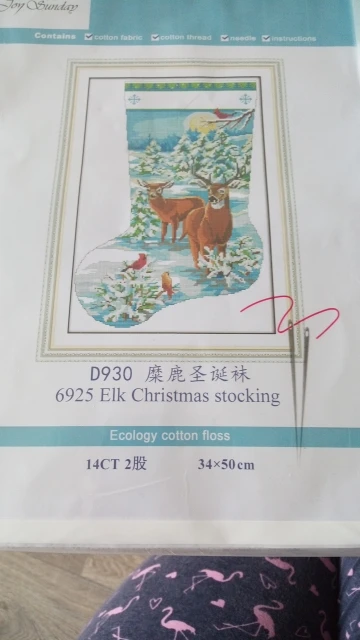 Joy Sunday
Contains cotton fabric cotton thread needle instructions
D930 糜鹿圣诞袜
6925 Elk Christmas stocking
Ecology cotton floss
14CT 2股 34×50cm